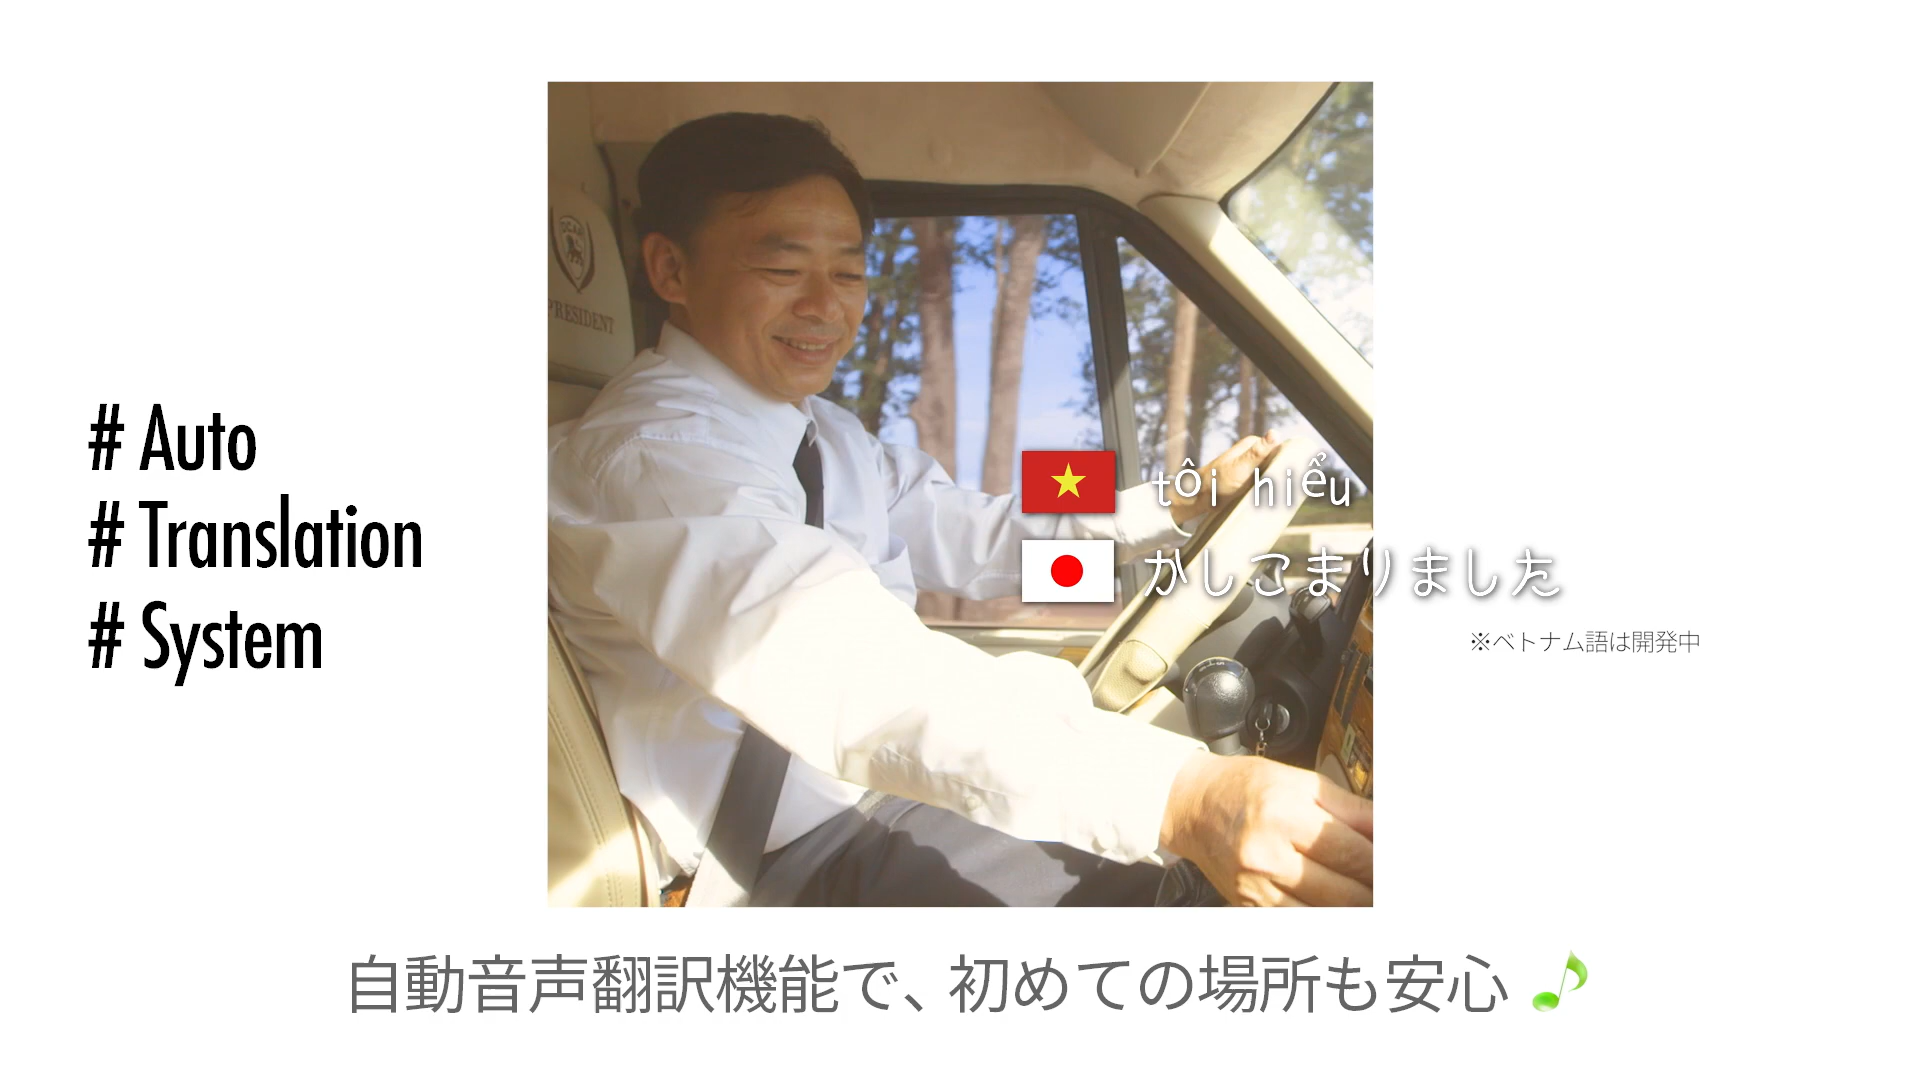 # Auto
# Translation
# System
DCAR
PRESIDENT
tôi hiểu
かしこまりました
※ベトナム語は開発中
自動音声翻訳機能で、初めての場所も安心